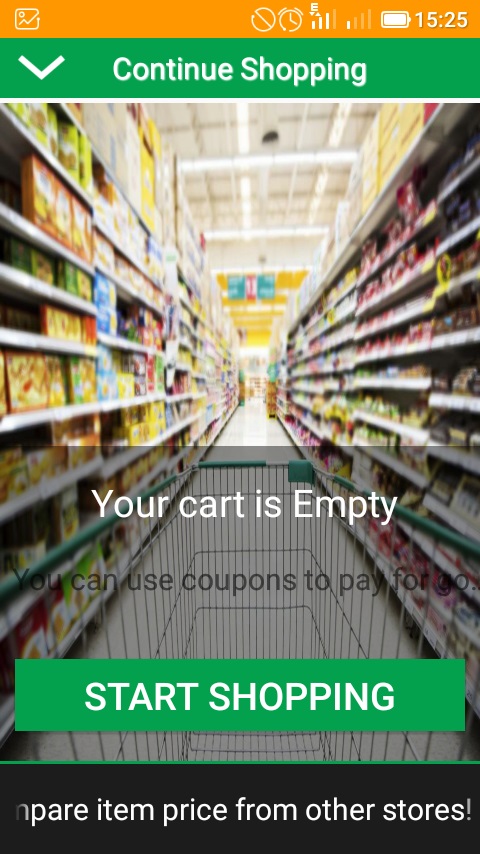 15:25
Continue Shopping
Your cart is Empty
You can use coupons to pay for go..
START SHOPPING
npare item price from other stores!